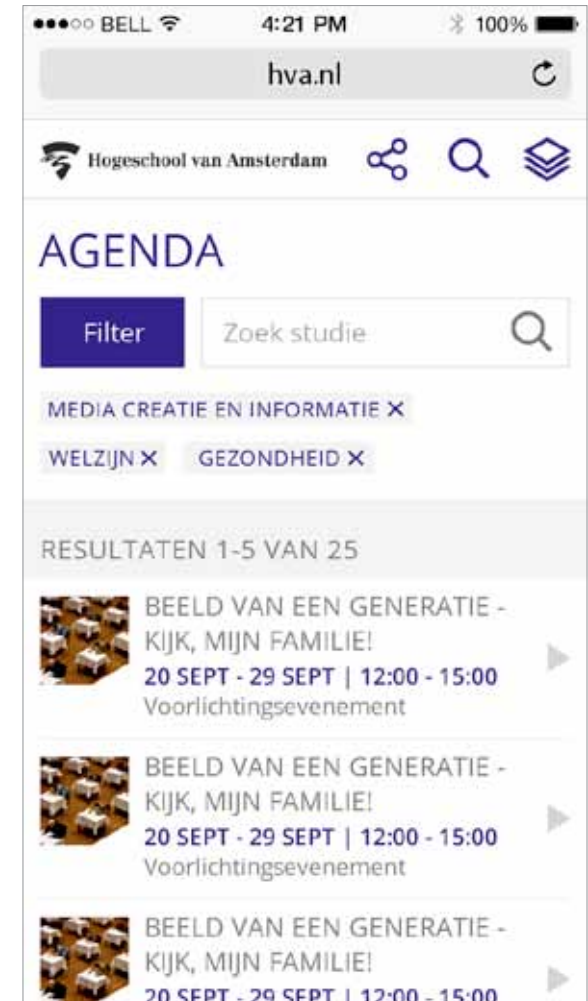 BELL 4:21 PM 100%
hva.nl
Hogeschool van Amsterdam
AGENDA
Filter Zoek studie
MEDIA CREATIE EN INFORMATIE ×
WELZIJN × GEZONDHEID ×
RESULTATEN 1-5 VAN 25
BEELD VAN EEN GENERATIE -
KIJK, MIJN FAMILIE!
20 SEPT - 29 SEPT | 12:00 - 15:00
Voorlichtingsevenement
BEELD VAN EEN GENERATIE -
KIJK, MIJN FAMILIE!
20 SEPT - 29 SEPT | 12:00 - 15:00
Voorlichtingsevenement
BEELD VAN EEN GENERATIE -
KIJK, MIJN FAMILIE!
20 SEPT - 29 SEPT | 12:00 - 15:00